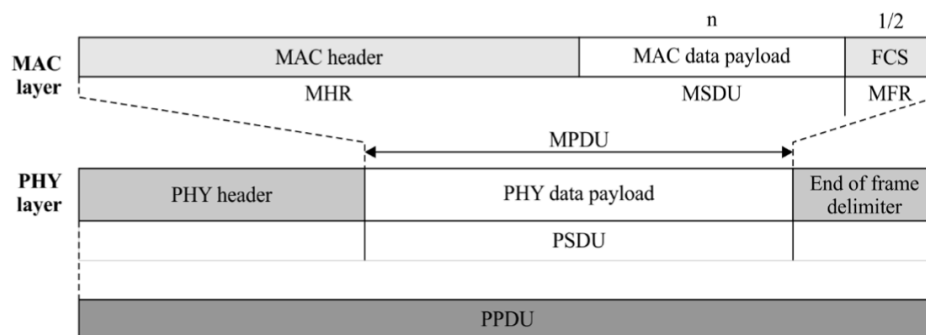 n
1/2
MAC layer
MAC header
MAC data payload
FCS
MHR
MSDU
MFR
MPDU
PHY layer
PHY header
PHY data payload
End of frame
delimiter
PSDU
PPDU